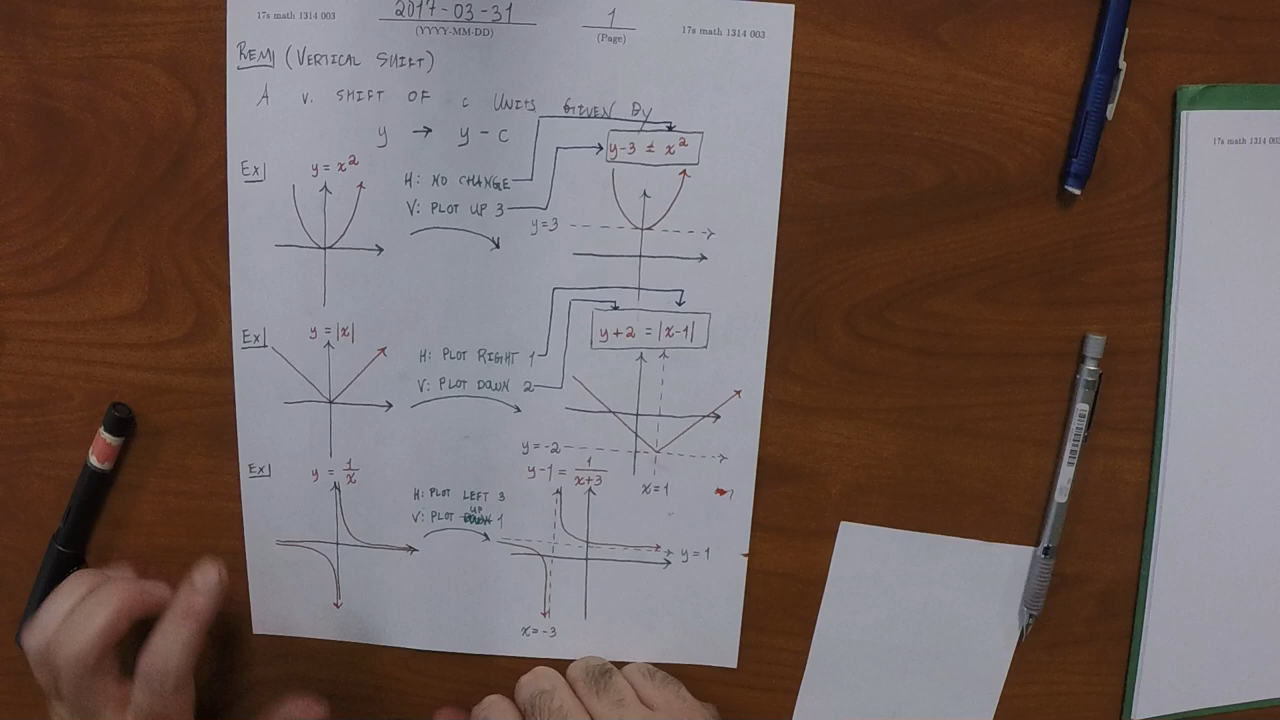 17s math 1314 003
2017-03-31
(YYYY-MM-DD)
1
(Page)
17s math 1314 003
REM (VERTICAL SHIFT)
A V. SHIFT OF c UNITS GIVEN BY
y → y - c
Ex
y = x²
H: NO CHANGE
V: PLOT UP 3
y-3 = x²
y=3
Ex
y = |x|
H: PLOT RIGHT 1
V: PLOT DOWN 2
y+2 = |x-1|
y=-2
x=1
Ex
y = 1/x
H: PLOT LEFT 3
V: PLOT UP 1
y-1 = 1/(x+3)
y=1
x=-3
17s math 1314 00